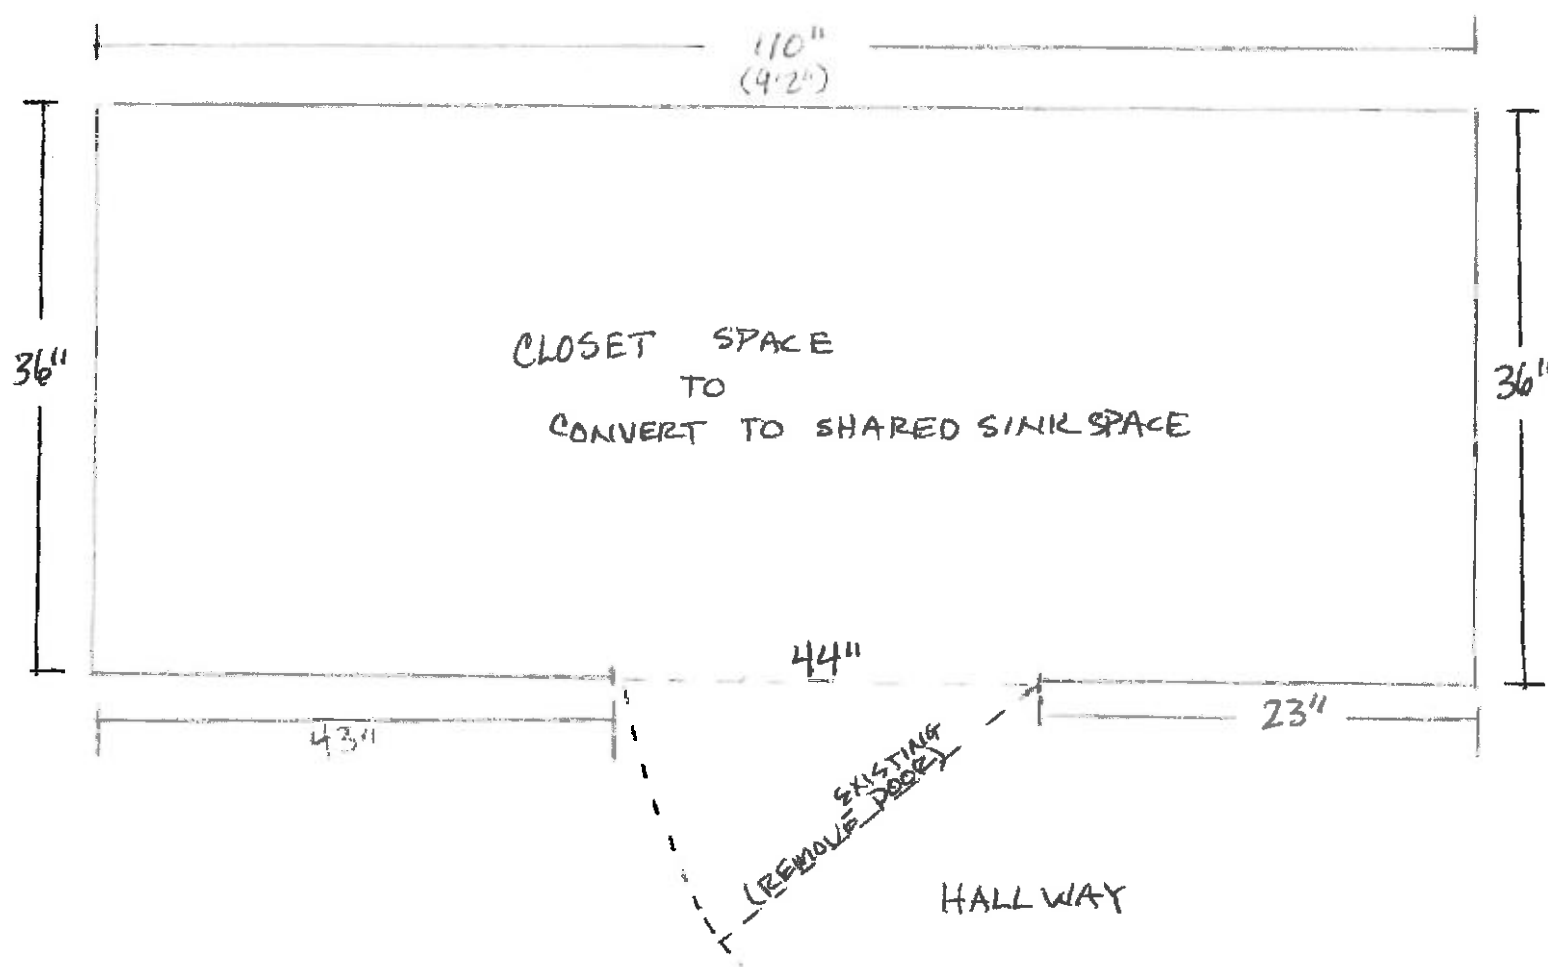 110"
(9'2")
36"
36"
CLOSET SPACE
TO
CONVERT TO SHARED SINK SPACE
44"
43"
23"
EXISTING
(REMOVE DOOR)
HALLWAY